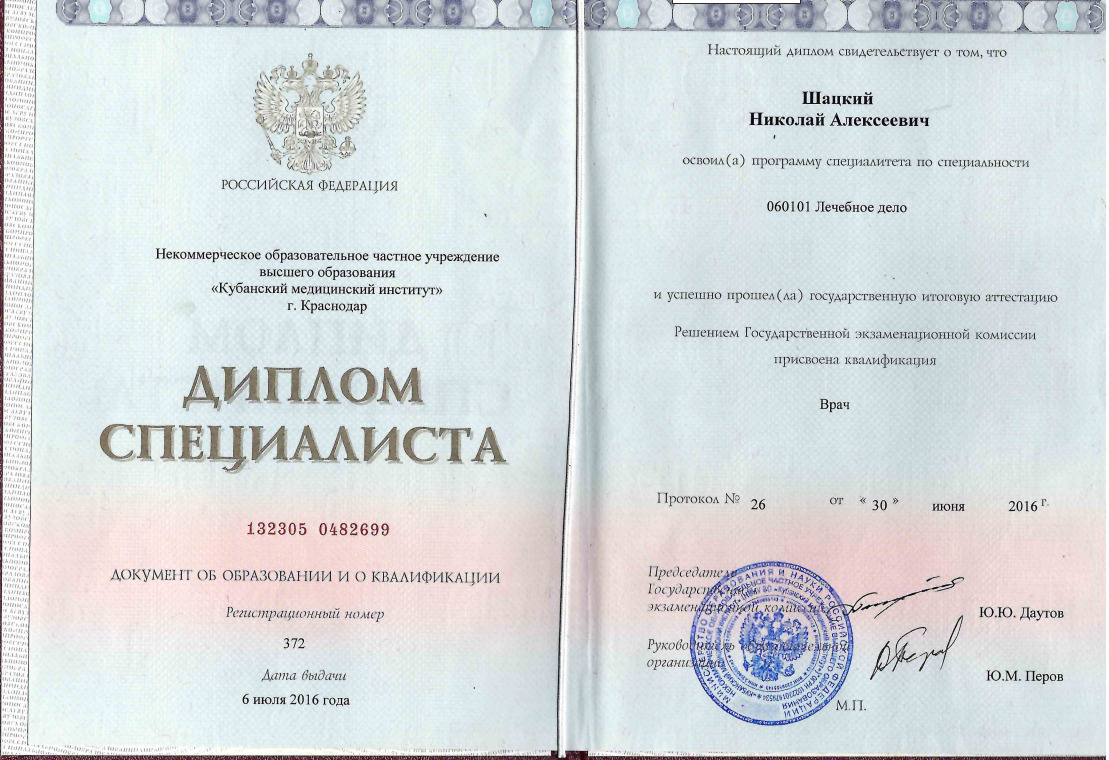 РОССИЙСКАЯ ФЕДЕРАЦИЯ
Некоммерческое образовательное частное учреждение
высшего образования
«Кубанский медицинский институт»
г. Краснодар
ДИПЛОМ
СПЕЦИАЛИСТА
132305 0482699
ДОКУМЕНТ ОБ ОБРАЗОВАНИИ И О КВАЛИФИКАЦИИ
Регистрационный номер
372
Дата выдачи
6 июля 2016 года
Настоящий диплом свидетельствует о том, что
Шацкий
Николай Алексеевич
освоил(а) программу специалитета по специальности
060101 Лечебное дело
и успешно прошел(ла) государственную итоговую аттестацию
Решением Государственной экзаменационной комиссии
присвоена квалификация
Врач
Протокол № 26 от « 30 » июня 2016 г.
Председатель
Государственной
экзаменационной комиссии
Ю.Ю. Даутов
Руководитель образовательной
организации
Ю.М. Перов
М.П.